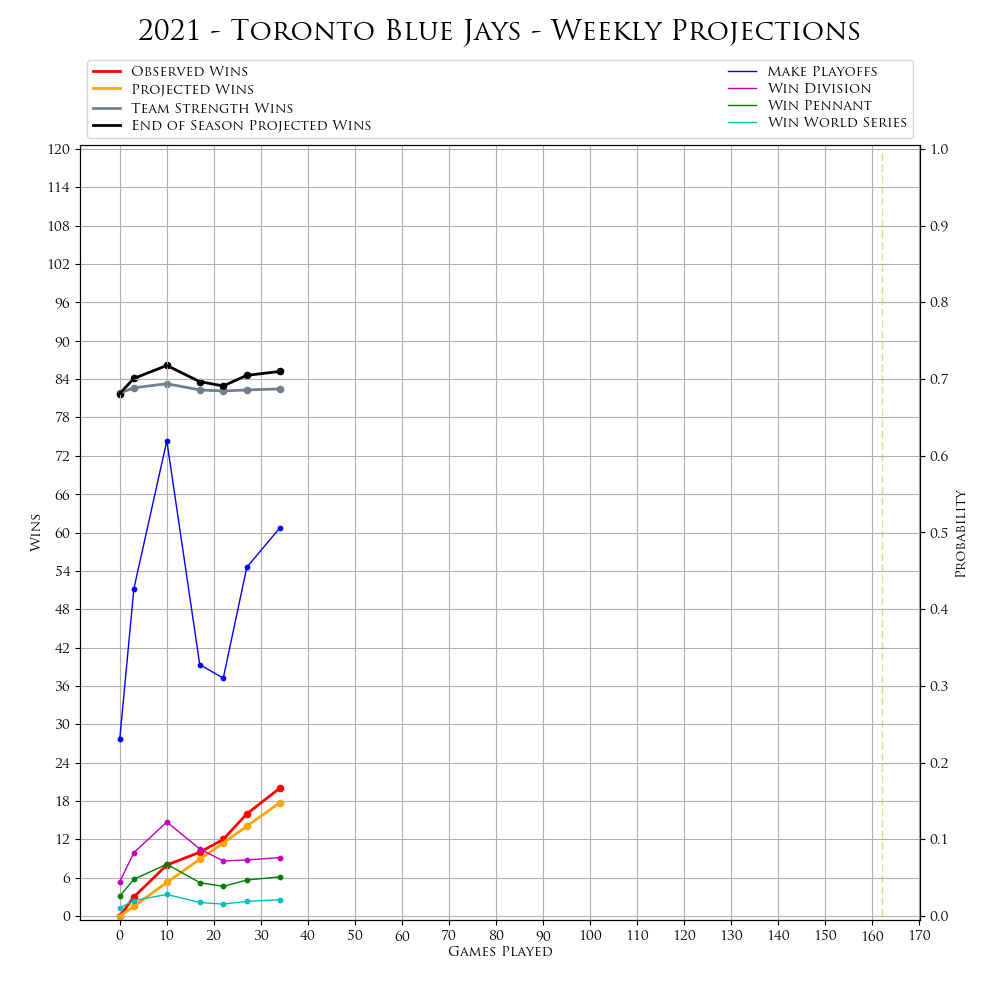 2021 - Toronto Blue Jays - Weekly Projections
Observed Wins
Projected Wins
Team Strength Wins
End of Season Projected Wins
Make Playoffs
Win Division
Win Pennant
Win World Series
120
114
108
102
96
90
84
78
72
66
60
54
48
42
36
30
24
18
12
6
0
Wins
1.0
0.9
0.8
0.7
0.6
0.5
0.4
0.3
0.2
0.1
0.0
Probability
0 10 20 30 40 50 60 70 80 90 100 110 120 130 140 150 160 170
Games Played